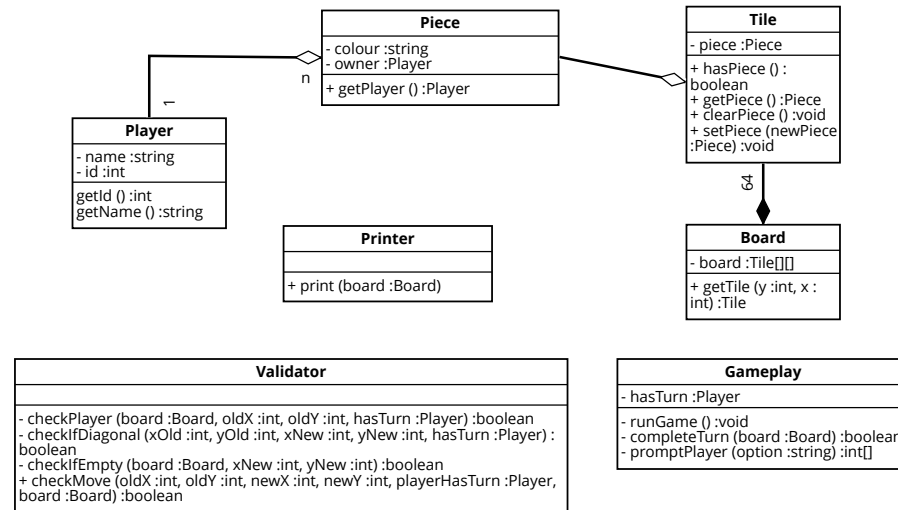 Piece
- colour :string
- owner :Player
+ getPlayer () :Player
n
1
Tile
- piece :Piece
+ hasPiece () :
boolean
+ getPiece () :Piece
+ clearPiece () :void
+ setPiece (newPiece
:Piece) :void
Player
- name :string
- id :int
getId () :int
getName () :string
64
Printer
+ print (board :Board)
Board
- board :Tile[][]
+ getTile (y :int, x :
int) :Tile
Validator
- checkPlayer (board :Board, oldX :int, oldY :int, hasTurn :Player) :boolean
- checkIfDiagonal (xOld :int, yOld :int, xNew :int, yNew :int, hasTurn :Player) :
boolean
- checkIfEmpty (board :Board, xNew :int, yNew :int) :boolean
+ checkMove (oldX :int, oldY :int, newX :int, newY :int, playerHasTurn :Player,
board :Board) :boolean
Gameplay
- hasTurn :Player
- runGame () :void
- completeTurn (board :Board) :boolean
- promptPlayer (option :string) :int[]